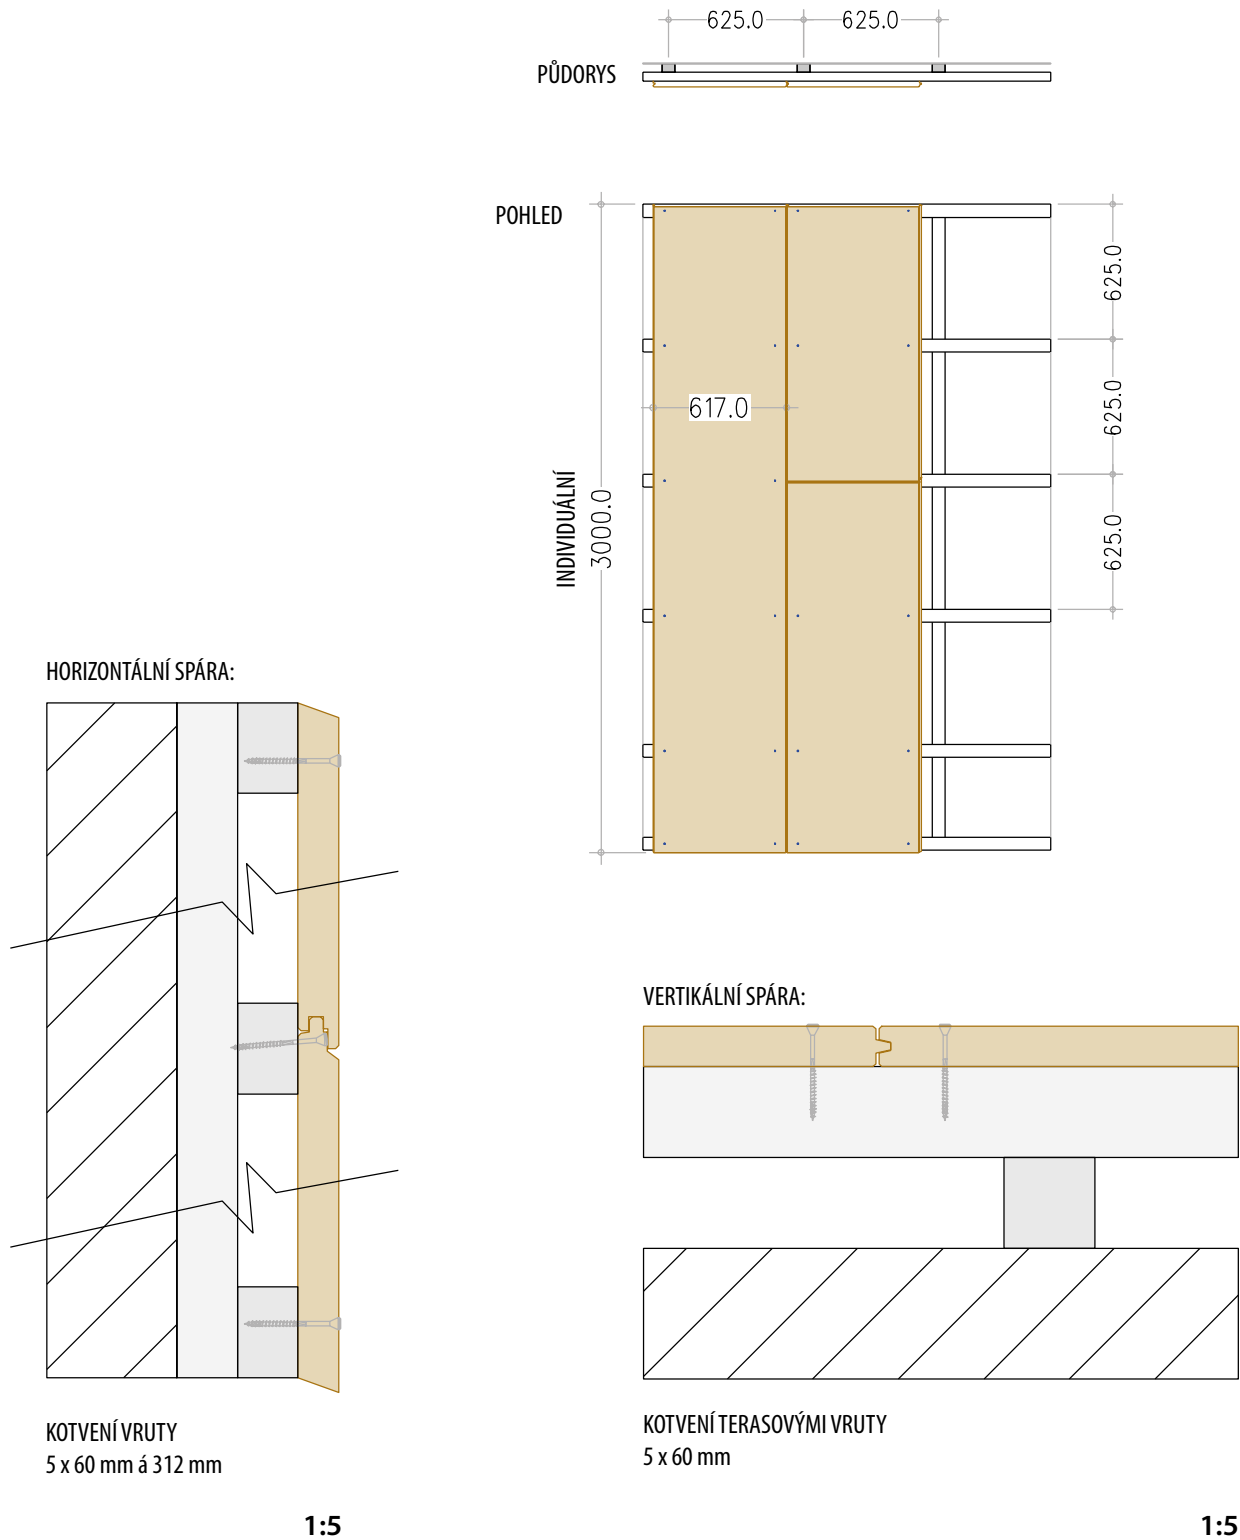 625.0
625.0
PŮDORYS
POHLED
625.0
625.0
625.0
617.0
INDIVIDUÁLNÍ
3000.0
HORIZONTÁLNÍ SPÁRA:
KOTVENÍ VRUTY
5 x 60 mm á 312 mm
1:5
VERTIKÁLNÍ SPÁRA:
KOTVENÍ TERASOVÝMI VRUTY
5 x 60 mm
1:5